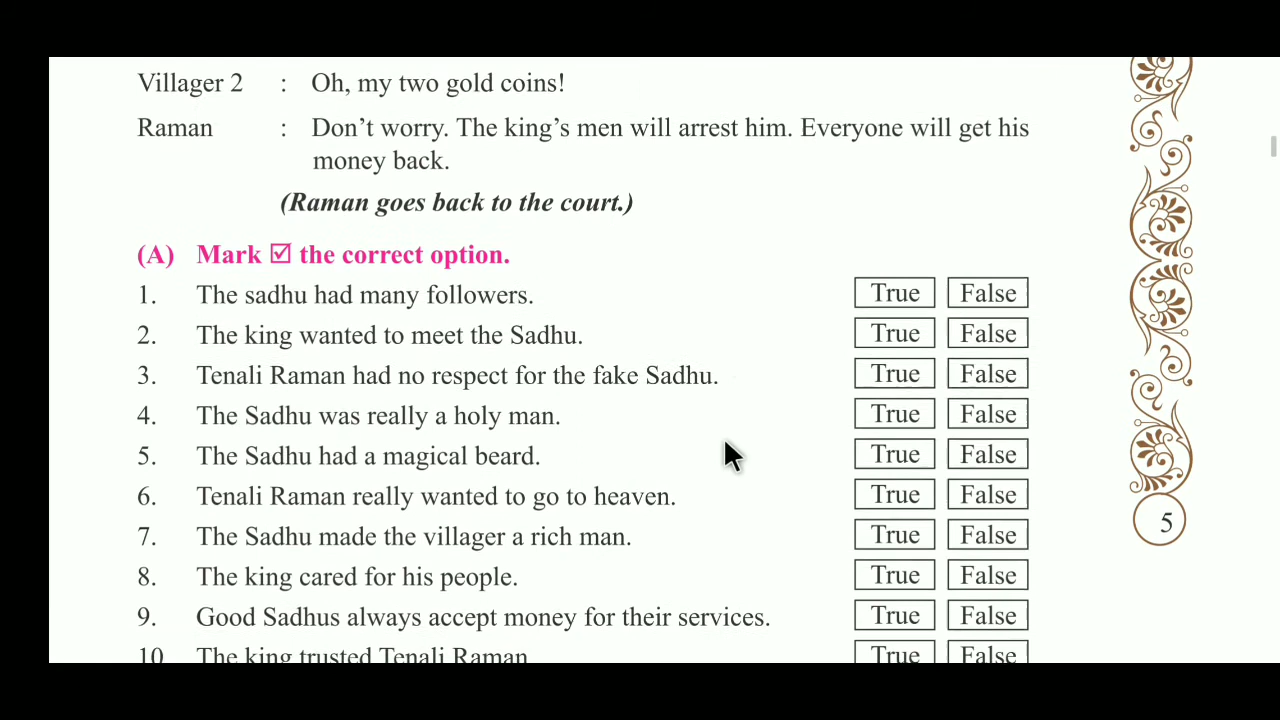 Villager 2 : Oh, my two gold coins!
Raman : Don't worry. The king's men will arrest him. Everyone will get his
money back.
(Raman goes back to the court.)
(A) Mark ☑ the correct option.
1. The sadhu had many followers. True False
2. The king wanted to meet the Sadhu. True False
3. Tenali Raman had no respect for the fake Sadhu. True False
4. The Sadhu was really a holy man. True False
5. The Sadhu had a magical beard. True False
6. Tenali Raman really wanted to go to heaven. True False
5
7. The Sadhu made the villager a rich man. True False
8. The king cared for his people. True False
9. Good Sadhus always accept money for their services. True False
10. The king trusted Tenali Raman True False